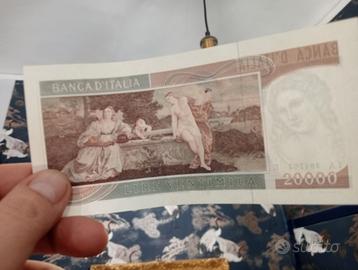 BANCA D'ITALIA
BANCA D'ITALIA
LIRE VENTIMILA
20000
subito